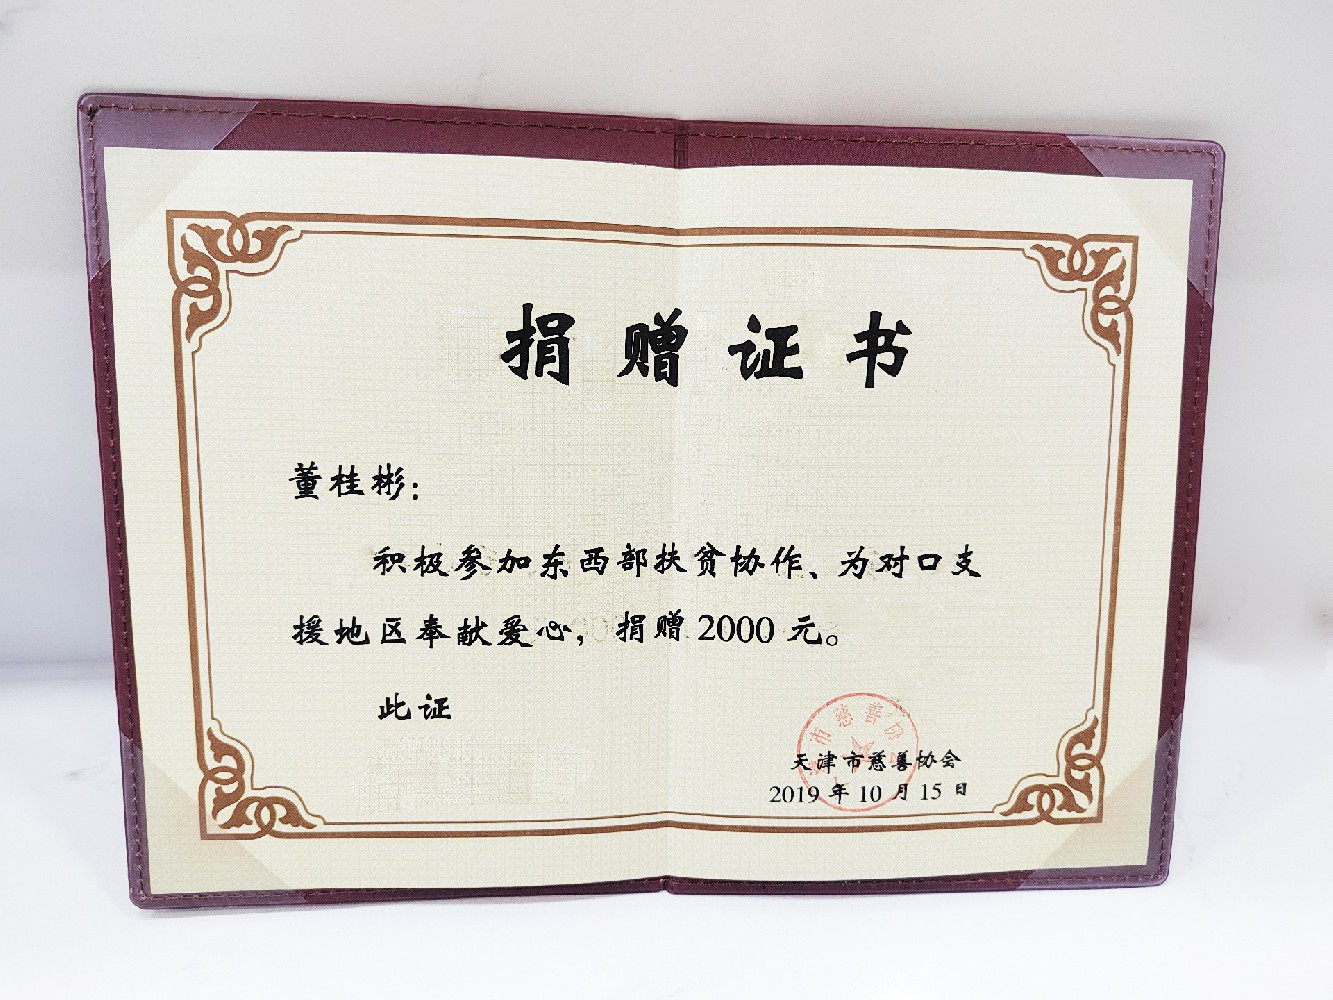 捐赠证书
董桂彬：
积极参加东西部扶贫协作、为对口支
援地区奉献爱心，捐赠2000元。
此证
天津市慈善协会
2019年10月15日